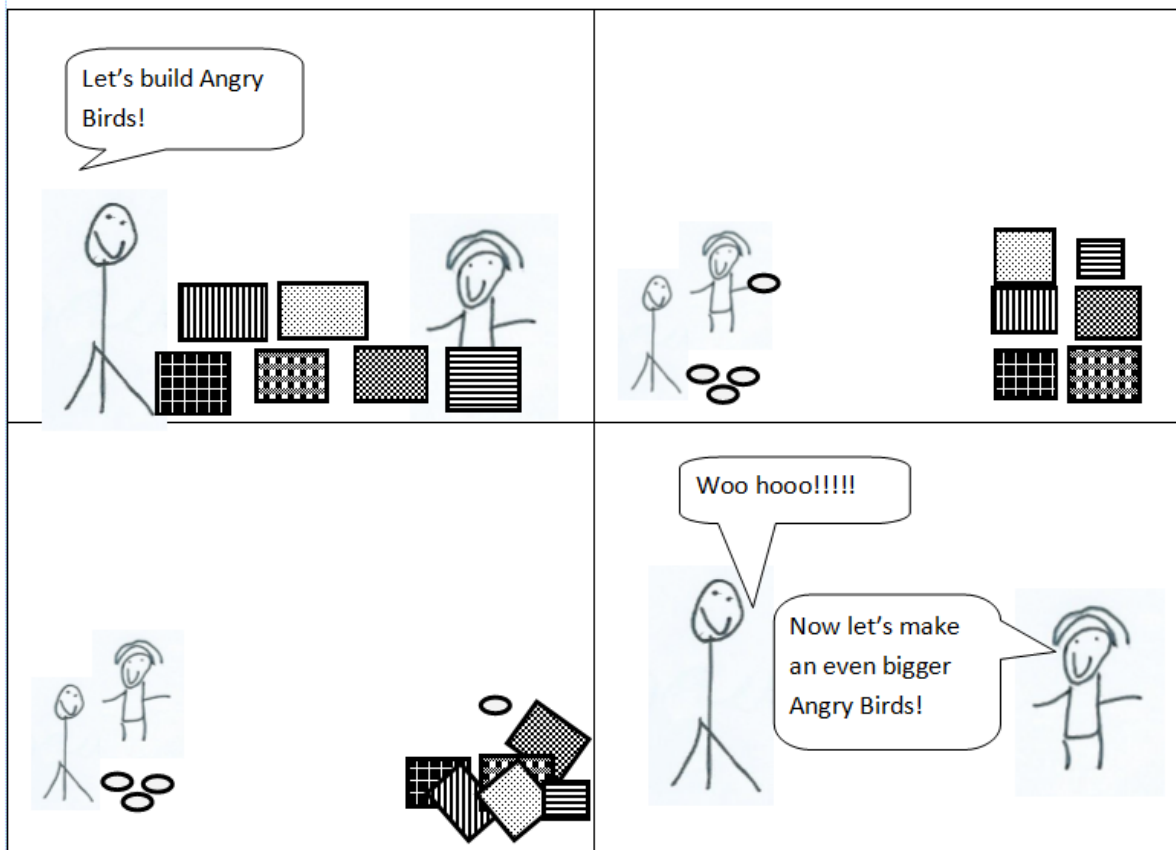 Let's build Angry
Birds!
Woo hooo!!!!!
Now let's make
an even bigger
Angry Birds!